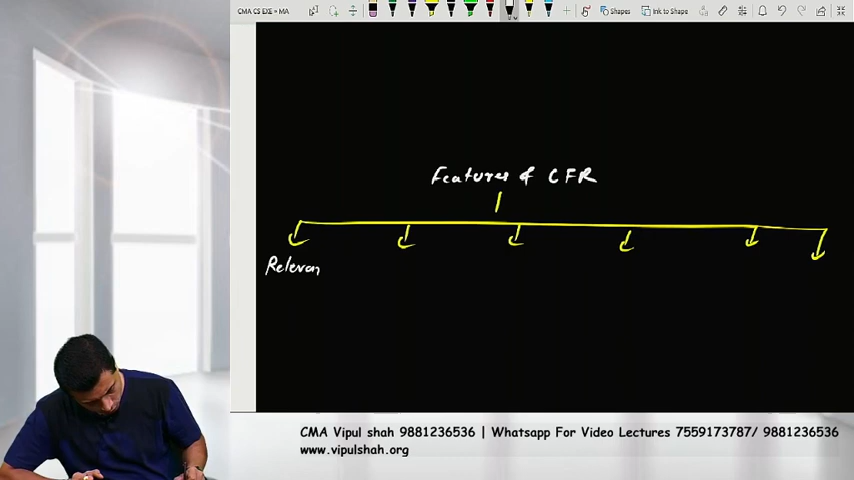 CMA CS EXE = MA
Shapes
Ink to Shape
Features of CFR
Relevan
CMA Vipul shah 9881236536 | Whatsapp For Video Lectures 7559173787/ 9881236536
www.vipulshah.org